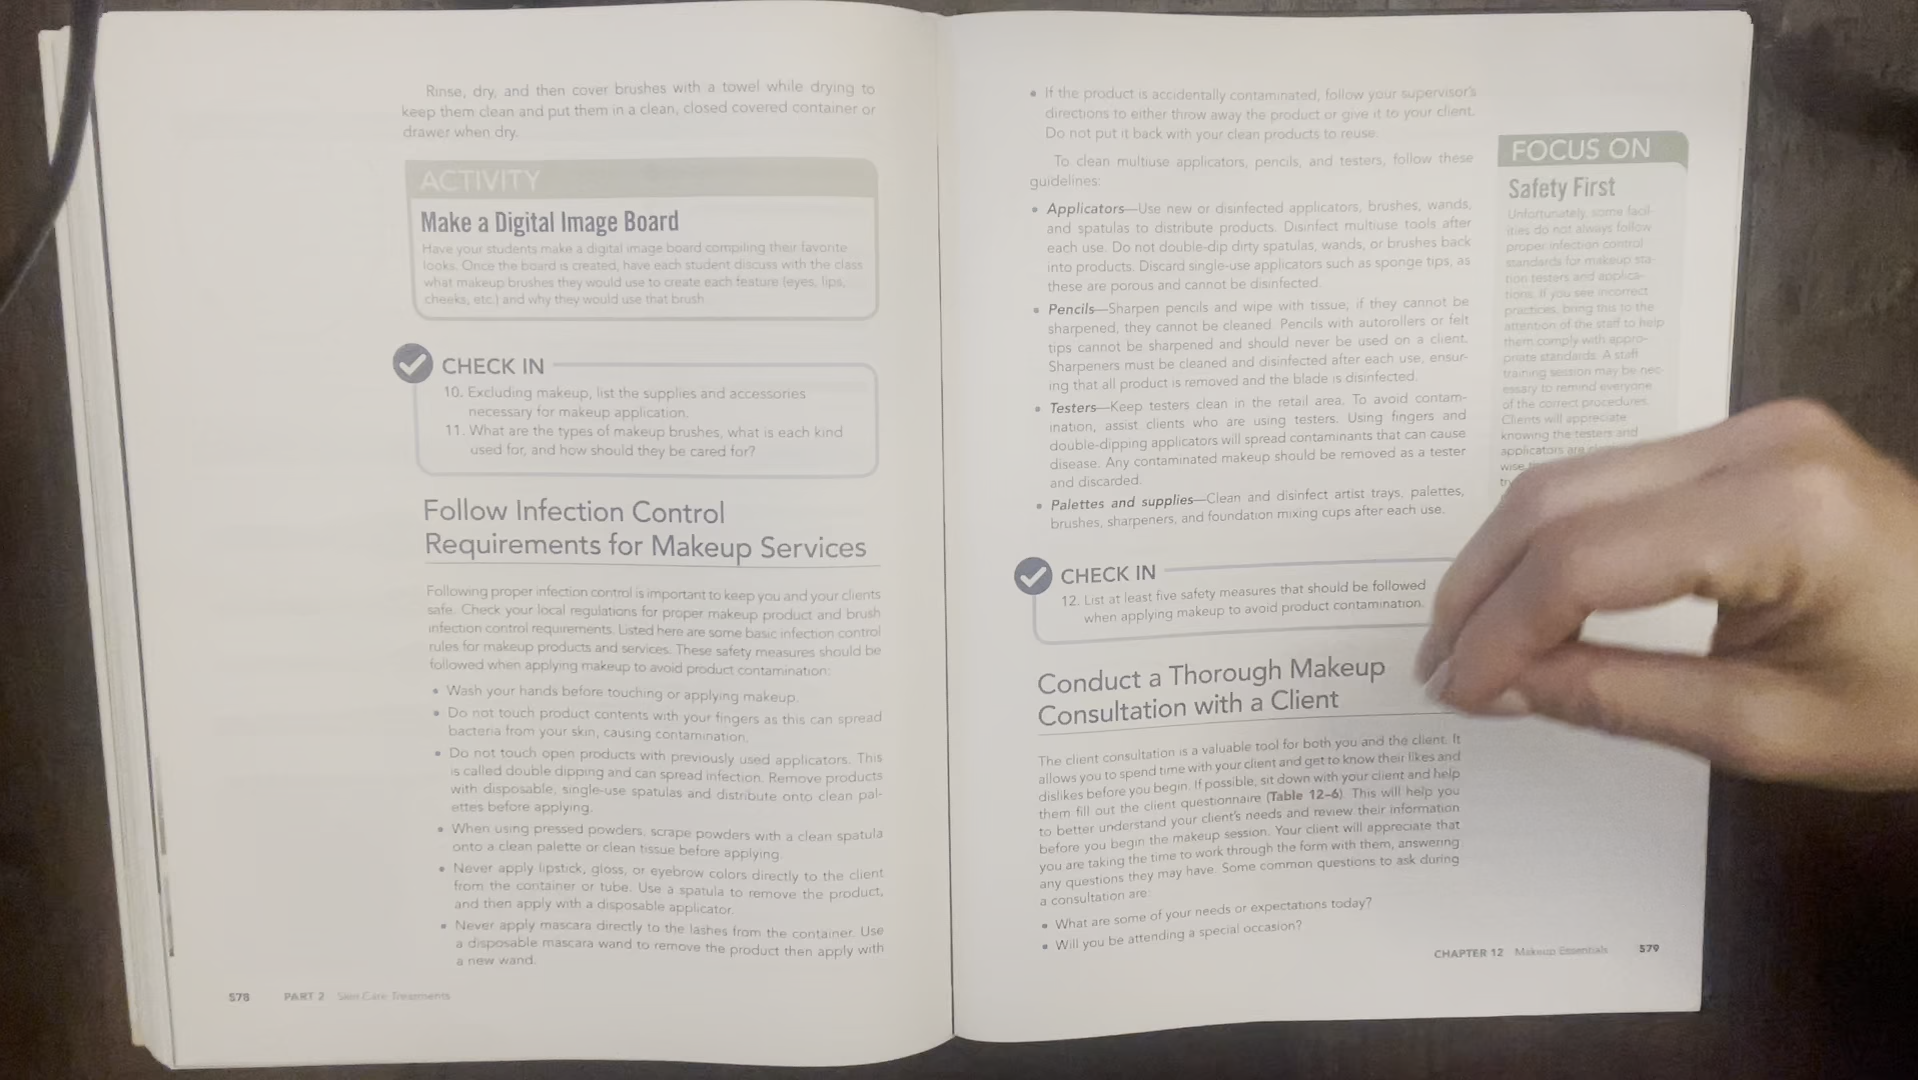 Rinse, dry, and then cover brushes with a towel while drying to
keep them clean and put them in a clean, closed covered container or
drawer when dry.
ACTIVITY
Make a Digital Image Board
Have your students make a digital image board compiling their favorite
looks. Once the board is created, have each student discuss with the class
what makeup brushes they would use to create each feature (eyes, lips,
cheeks, etc.) and why they would use that brush.
CHECK IN
10. Excluding makeup, list the supplies and accessories
necessary for makeup application.
11. What are the types of makeup brushes, what is each kind
used for, and how should they be cared for?
Follow Infection Control
Requirements for Makeup Services
Following proper infection control is important to keep you and your clients
safe. Check your local regulations for proper makeup product and brush
infection control requirements. Listed here are some basic infection control
rules for makeup products and services. These safety measures should be
followed when applying makeup to avoid product contamination:
• Wash your hands before touching or applying makeup.
• Do not touch product contents with your fingers as this can spread
bacteria from your skin, causing contamination.
• Do not touch open products with previously used applicators. This
is called double dipping and can spread infection. Remove products
with disposable, single-use spatulas and distribute onto clean pal-
ettes before applying.
• When using pressed powders, scrape powders with a clean spatula
onto a clean palette or clean tissue before applying.
• Never apply lipstick, gloss, or eyebrow colors directly to the client
from the container or tube. Use a spatula to remove the product,
and then apply with a disposable applicator.
• Never apply mascara directly to the lashes from the container. Use
a disposable mascara wand to remove the product then apply with
a new wand.
578 PART 2 Skin Care Treatments
• If the product is accidentally contaminated, follow your supervisor's
directions to either throw away the product or give it to your client.
Do not put it back with your clean products to reuse.
To clean multiuse applicators, pencils, and testers, follow these
guidelines:
• Applicators—Use new or disinfected applicators, brushes, wands,
and spatulas to distribute products. Disinfect multiuse tools after
each use. Do not double-dip dirty spatulas, wands, or brushes back
into products. Discard single-use applicators such as sponge tips, as
these are porous and cannot be disinfected.
• Pencils—Sharpen pencils and wipe with tissue; if they cannot be
sharpened, they cannot be cleaned. Pencils with autorollers or felt
tips cannot be sharpened and should never be used on a client.
Sharpeners must be cleaned and disinfected after each use, ensur-
ing that all product is removed and the blade is disinfected.
• Testers—Keep testers clean in the retail area. To avoid contam-
ination, assist clients who are using testers. Using fingers and
double-dipping applicators will spread contaminants that can cause
disease. Any contaminated makeup should be removed as a tester
and discarded.
• Palettes and supplies—Clean and disinfect artist trays, palettes,
brushes, sharpeners, and foundation mixing cups after each use.
CHECK IN
12. List at least five safety measures that should be followed
when applying makeup to avoid product contamination.
Conduct a Thorough Makeup
Consultation with a Client
The client consultation is a valuable tool for both you and the client. It
allows you to spend time with your client and get to know their likes and
dislikes before you begin. If possible, sit down with your client and help
them fill out the client questionnaire (Table 12–6). This will help you
to better understand your client's needs and review their information
before you begin the makeup session. Your client will appreciate that
you are taking the time to work through the form with them, answering
any questions they may have. Some common questions to ask during
a consultation are:
• What are some of your needs or expectations today?
• Will you be attending a special occasion?
FOCUS ON
Safety First
Unfortunately, some facil-
ities do not always follow
proper infection control
standards for makeup sta-
tion testers and applica-
tions. If you see incorrect
practices, bring this to the
attention of the staff to help
them comply with appro-
priate standards. A staff
training session may be nec-
essary to remind everyone
of the correct procedures.
Clients will appreciate
knowing the testers and
applicators are
wise
CHAPTER 12 Makeup Essentials 579